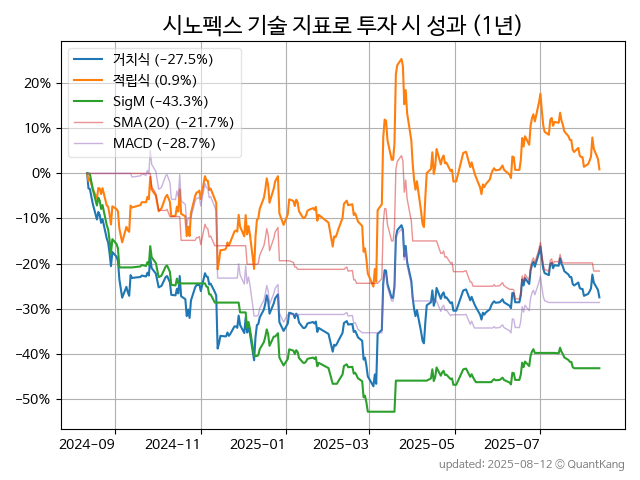 시노펙스 기술 지표로 투자 시 성과 (1년)
거치식 (−27.5%)
적립식 (0.9%)
SigM (−43.3%)
SMA(20) (−21.7%)
MACD (−28.7%)
20%
10%
0%
−10%
−20%
−30%
−40%
−50%
2024−09 2024−11 2025−01 2025−03 2025−05 2025−07
updated: 2025−08−12 © QuantKang